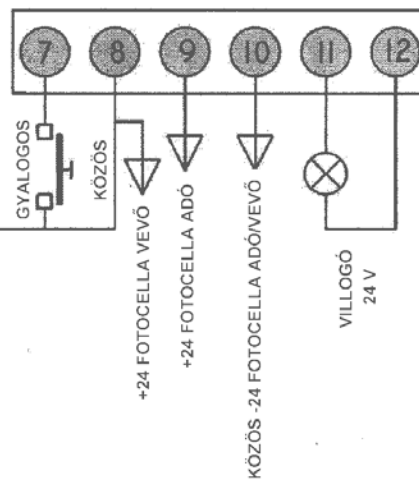 7 8 9 10 11 12
GYALOGOS
KÖZÖS
+24 FOTOCELLA VEVŐ
+24 FOTOCELLA ADÓ
KÖZÖS -24 FOTOCELLA ADÓ/VEVŐ
VILLOGÓ
24 V